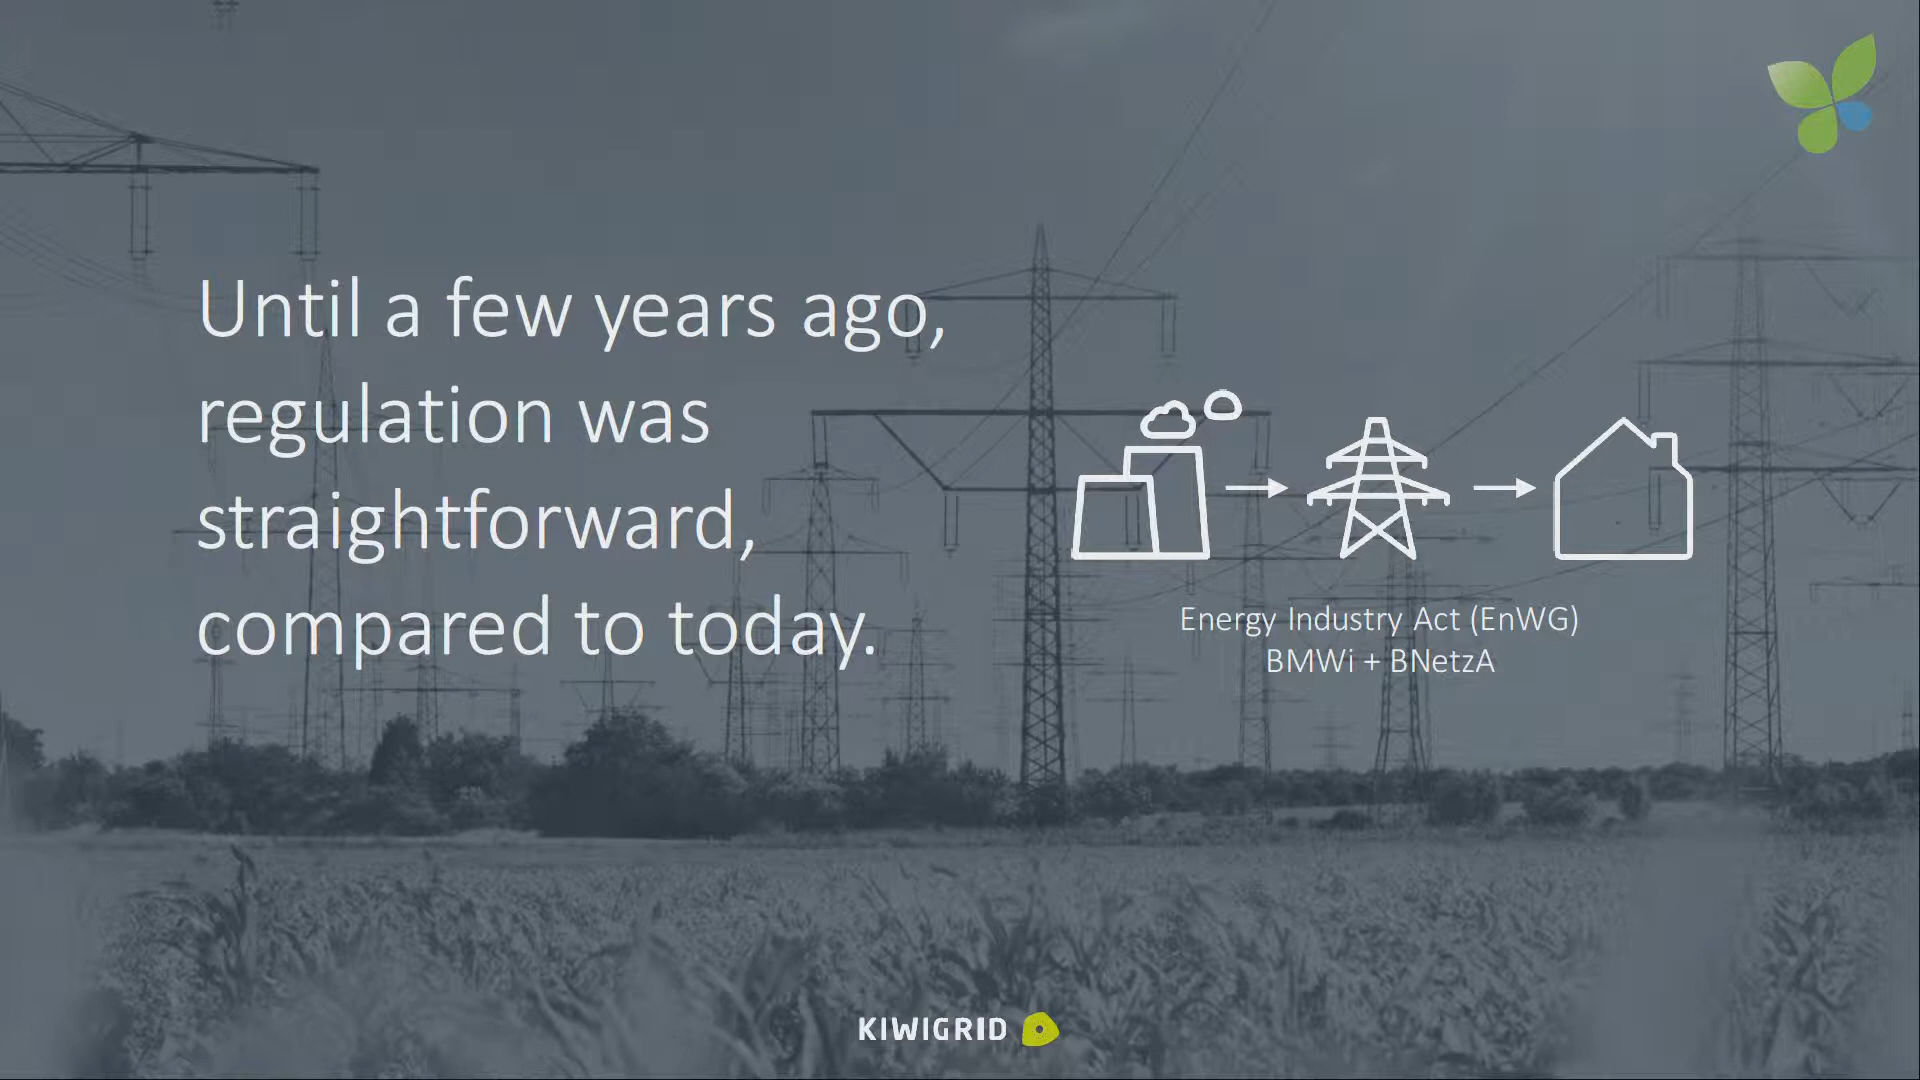 Until a few years ago,
regulation was
straightforward,
compared to today.
Energy Industry Act (EnWG)
BMWi + BNetzA
KIWIGRID